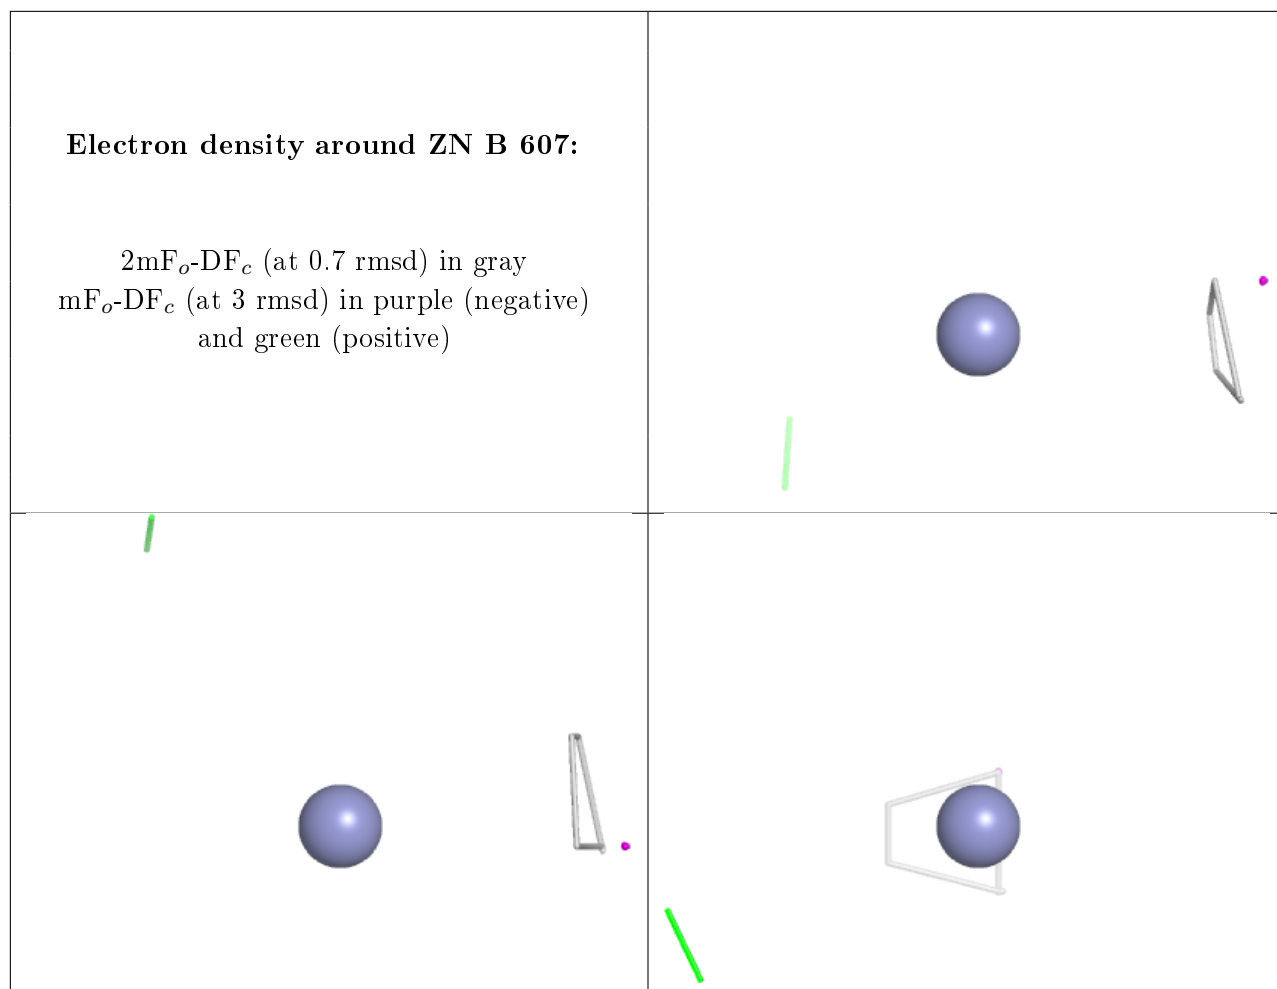 Electron density around ZN B 607:
2mFₒ-DF𝑐 (at 0.7 rmsd) in gray
mFₒ-DF𝑐 (at 3 rmsd) in purple (negative)
and green (positive)